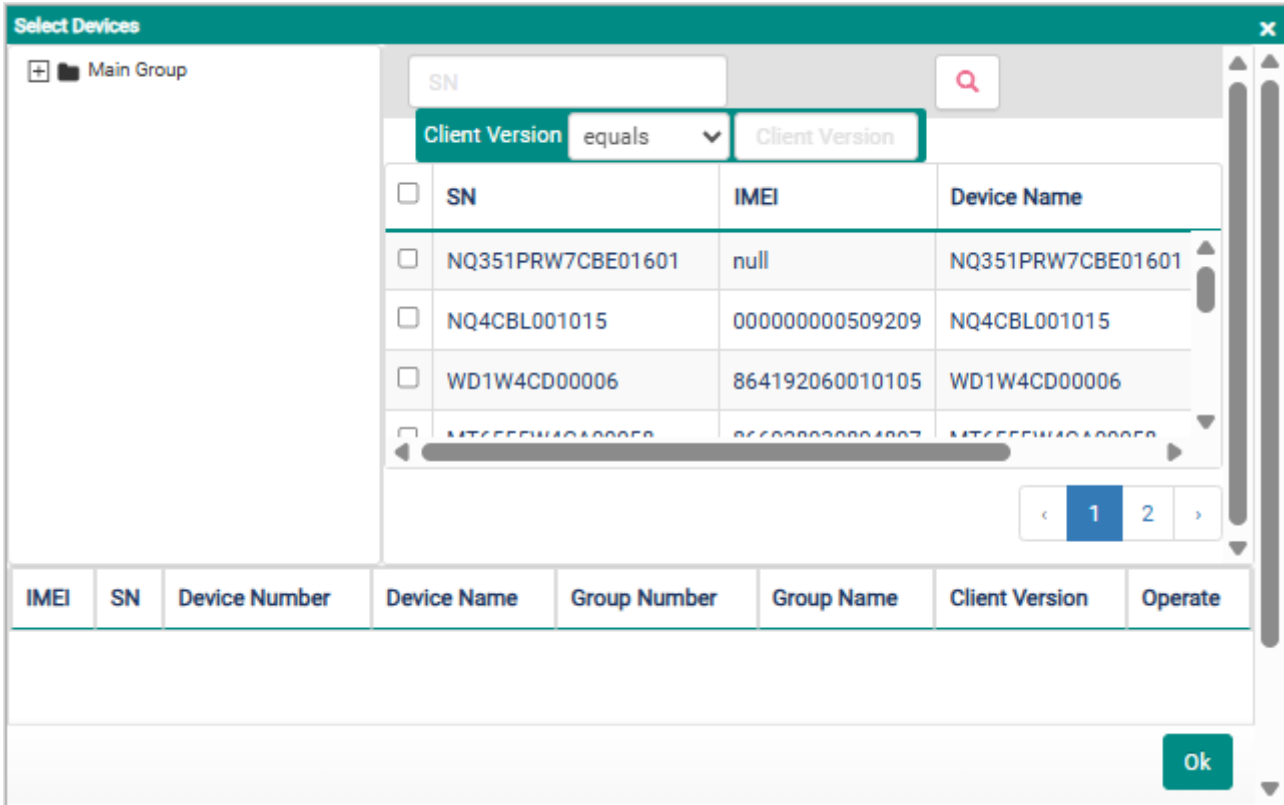 Select Devices
Main Group
SN
Client Version equals Client Version
SN IMEI Device Name
NQ351PRW7CBE01601 null NQ351PRW7CBE01601
NQ4CBL001015 000000000509209 NQ4CBL001015
WD1W4CD00006 864192060010105 WD1W4CD00006
‹ 1 2 ›
IMEI SN Device Number Device Name Group Number Group Name Client Version Operate
Ok